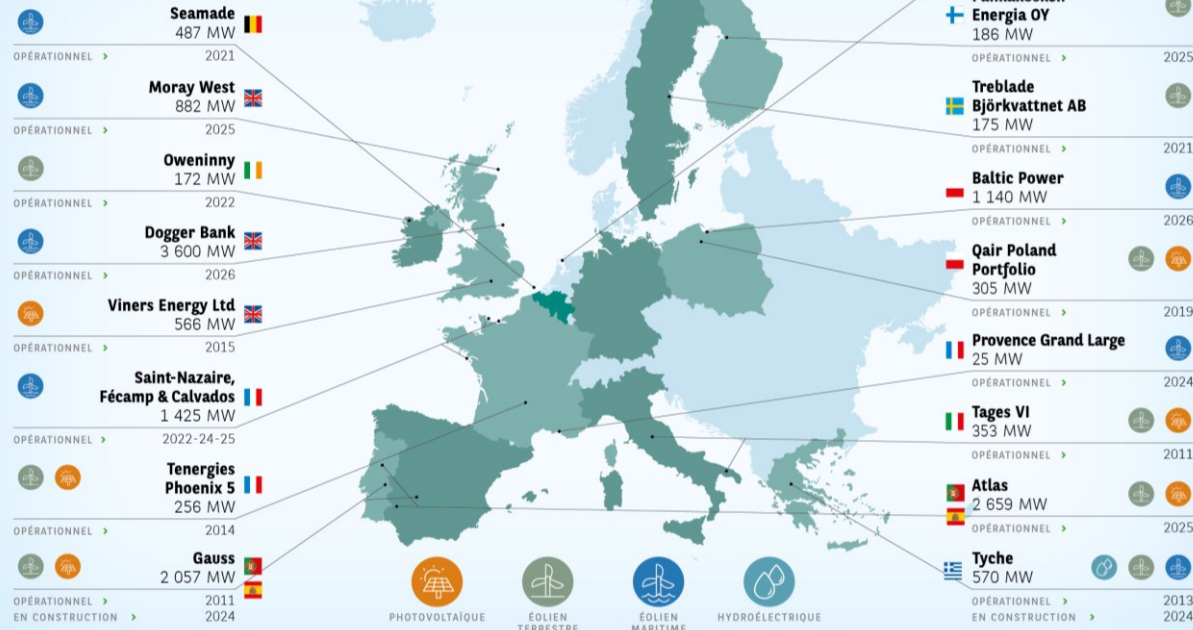 Seamade
487 MW
OPÉRATIONNEL > 2021
Moray West
882 MW
OPÉRATIONNEL > 2025
Oweninny
172 MW
OPÉRATIONNEL > 2022
Dogger Bank
3 600 MW
OPÉRATIONNEL > 2026
Viners Energy Ltd
566 MW
OPÉRATIONNEL > 2015
Saint-Nazaire,
Fécamp & Calvados
1 425 MW
OPÉRATIONNEL > 2022-24-25
Tenergies
Phoenix 5
256 MW
OPÉRATIONNEL > 2014
Gauss
2 057 MW
OPÉRATIONNEL > 2011
EN CONSTRUCTION > 2024
Energia OY
186 MW
OPÉRATIONNEL > 2025
Treblade
Björkvattnet AB
175 MW
OPÉRATIONNEL > 2021
Baltic Power
1 140 MW
OPÉRATIONNEL > 2026
Qair Poland
Portfolio
305 MW
OPÉRATIONNEL > 2019
Provence Grand Large
25 MW
OPÉRATIONNEL > 2024
Tages VI
353 MW
OPÉRATIONNEL > 2011
Atlas
2 659 MW
OPÉRATIONNEL > 2025
Tyche
570 MW
OPÉRATIONNEL > 2013
EN CONSTRUCTION > 2024
PHOTOVOLTAÏQUE
ÉOLIEN
TERRESTRE
ÉOLIEN
MARITIME
HYDROÉLECTRIQUE